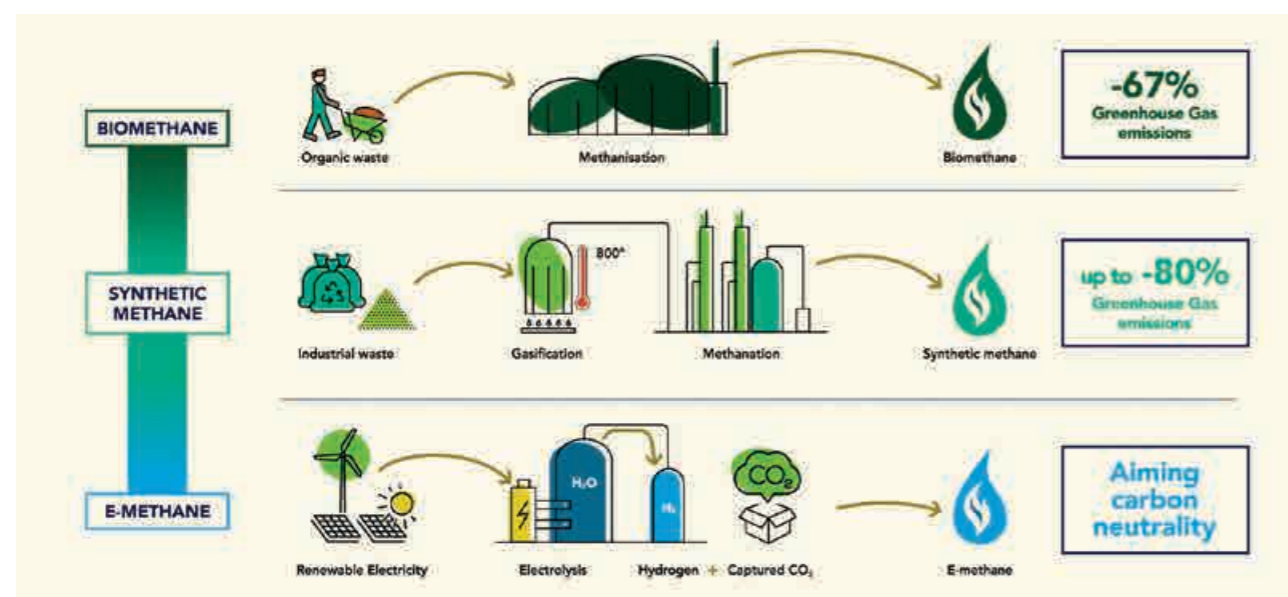 BIOMETHANE
Organic waste
Methanisation
Biomethane
-67%
Greenhouse Gas
emissions
SYNTHETIC
METHANE
800°
Industrial waste
Gasification
Methanation
Synthetic methane
up to -80%
Greenhouse Gas
emissions
E-METHANE
H₂O
H₂
CO₂
Renewable Electricity
Electrolysis
Hydrogen + Captured CO₂
E-methane
Aiming
carbon
neutrality